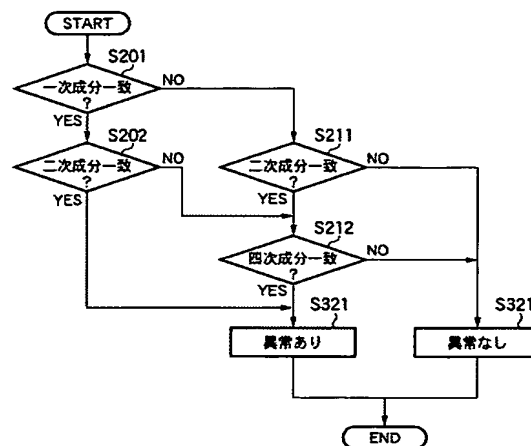 START
S201
一次成分一致
?
NO
YES
S202
二次成分一致
?
NO
YES
S211
二次成分一致
?
NO
YES
S212
四次成分一致
?
NO
YES
S321
異常あり
S321
異常なし
END